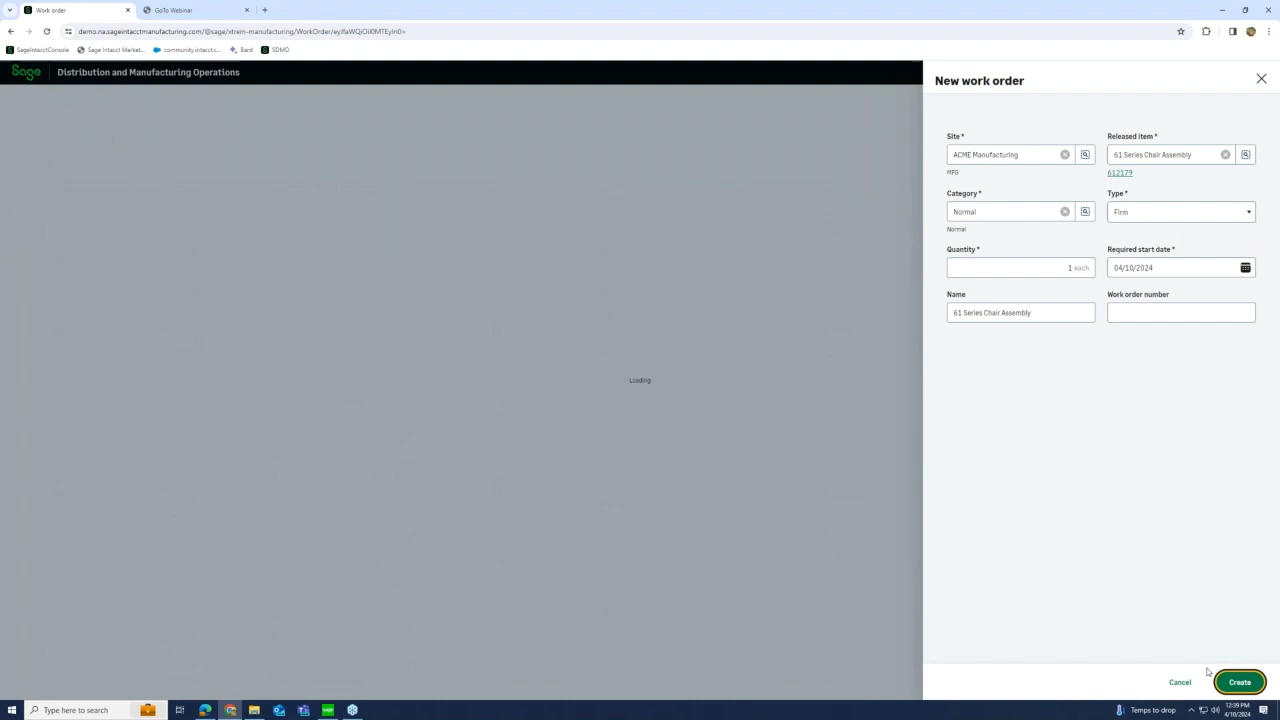 Work order
GoTo Webinar
demo.na.sageintacctmanufacturing.com/@sage/xtrem-manufacturing/WorkOrder/eyJfaWQiOiI0MTEyIn0=
SageIntacctConsole
Sage Intacct Market...
community.intacct.c...
Bard
SDMO
Sage
Distribution and Manufacturing Operations
New work order
Site *
Released item *
ACME Manufacturing
61 Series Chair Assembly
MFG
612179
Category *
Type *
Normal
Firm
Normal
Quantity *
Required start date *
1 each
04/10/2024
Name
Work order number
61 Series Chair Assembly
Loading
Cancel
Create
Type here to search
Temps to drop
12:39 PM
4/10/2024